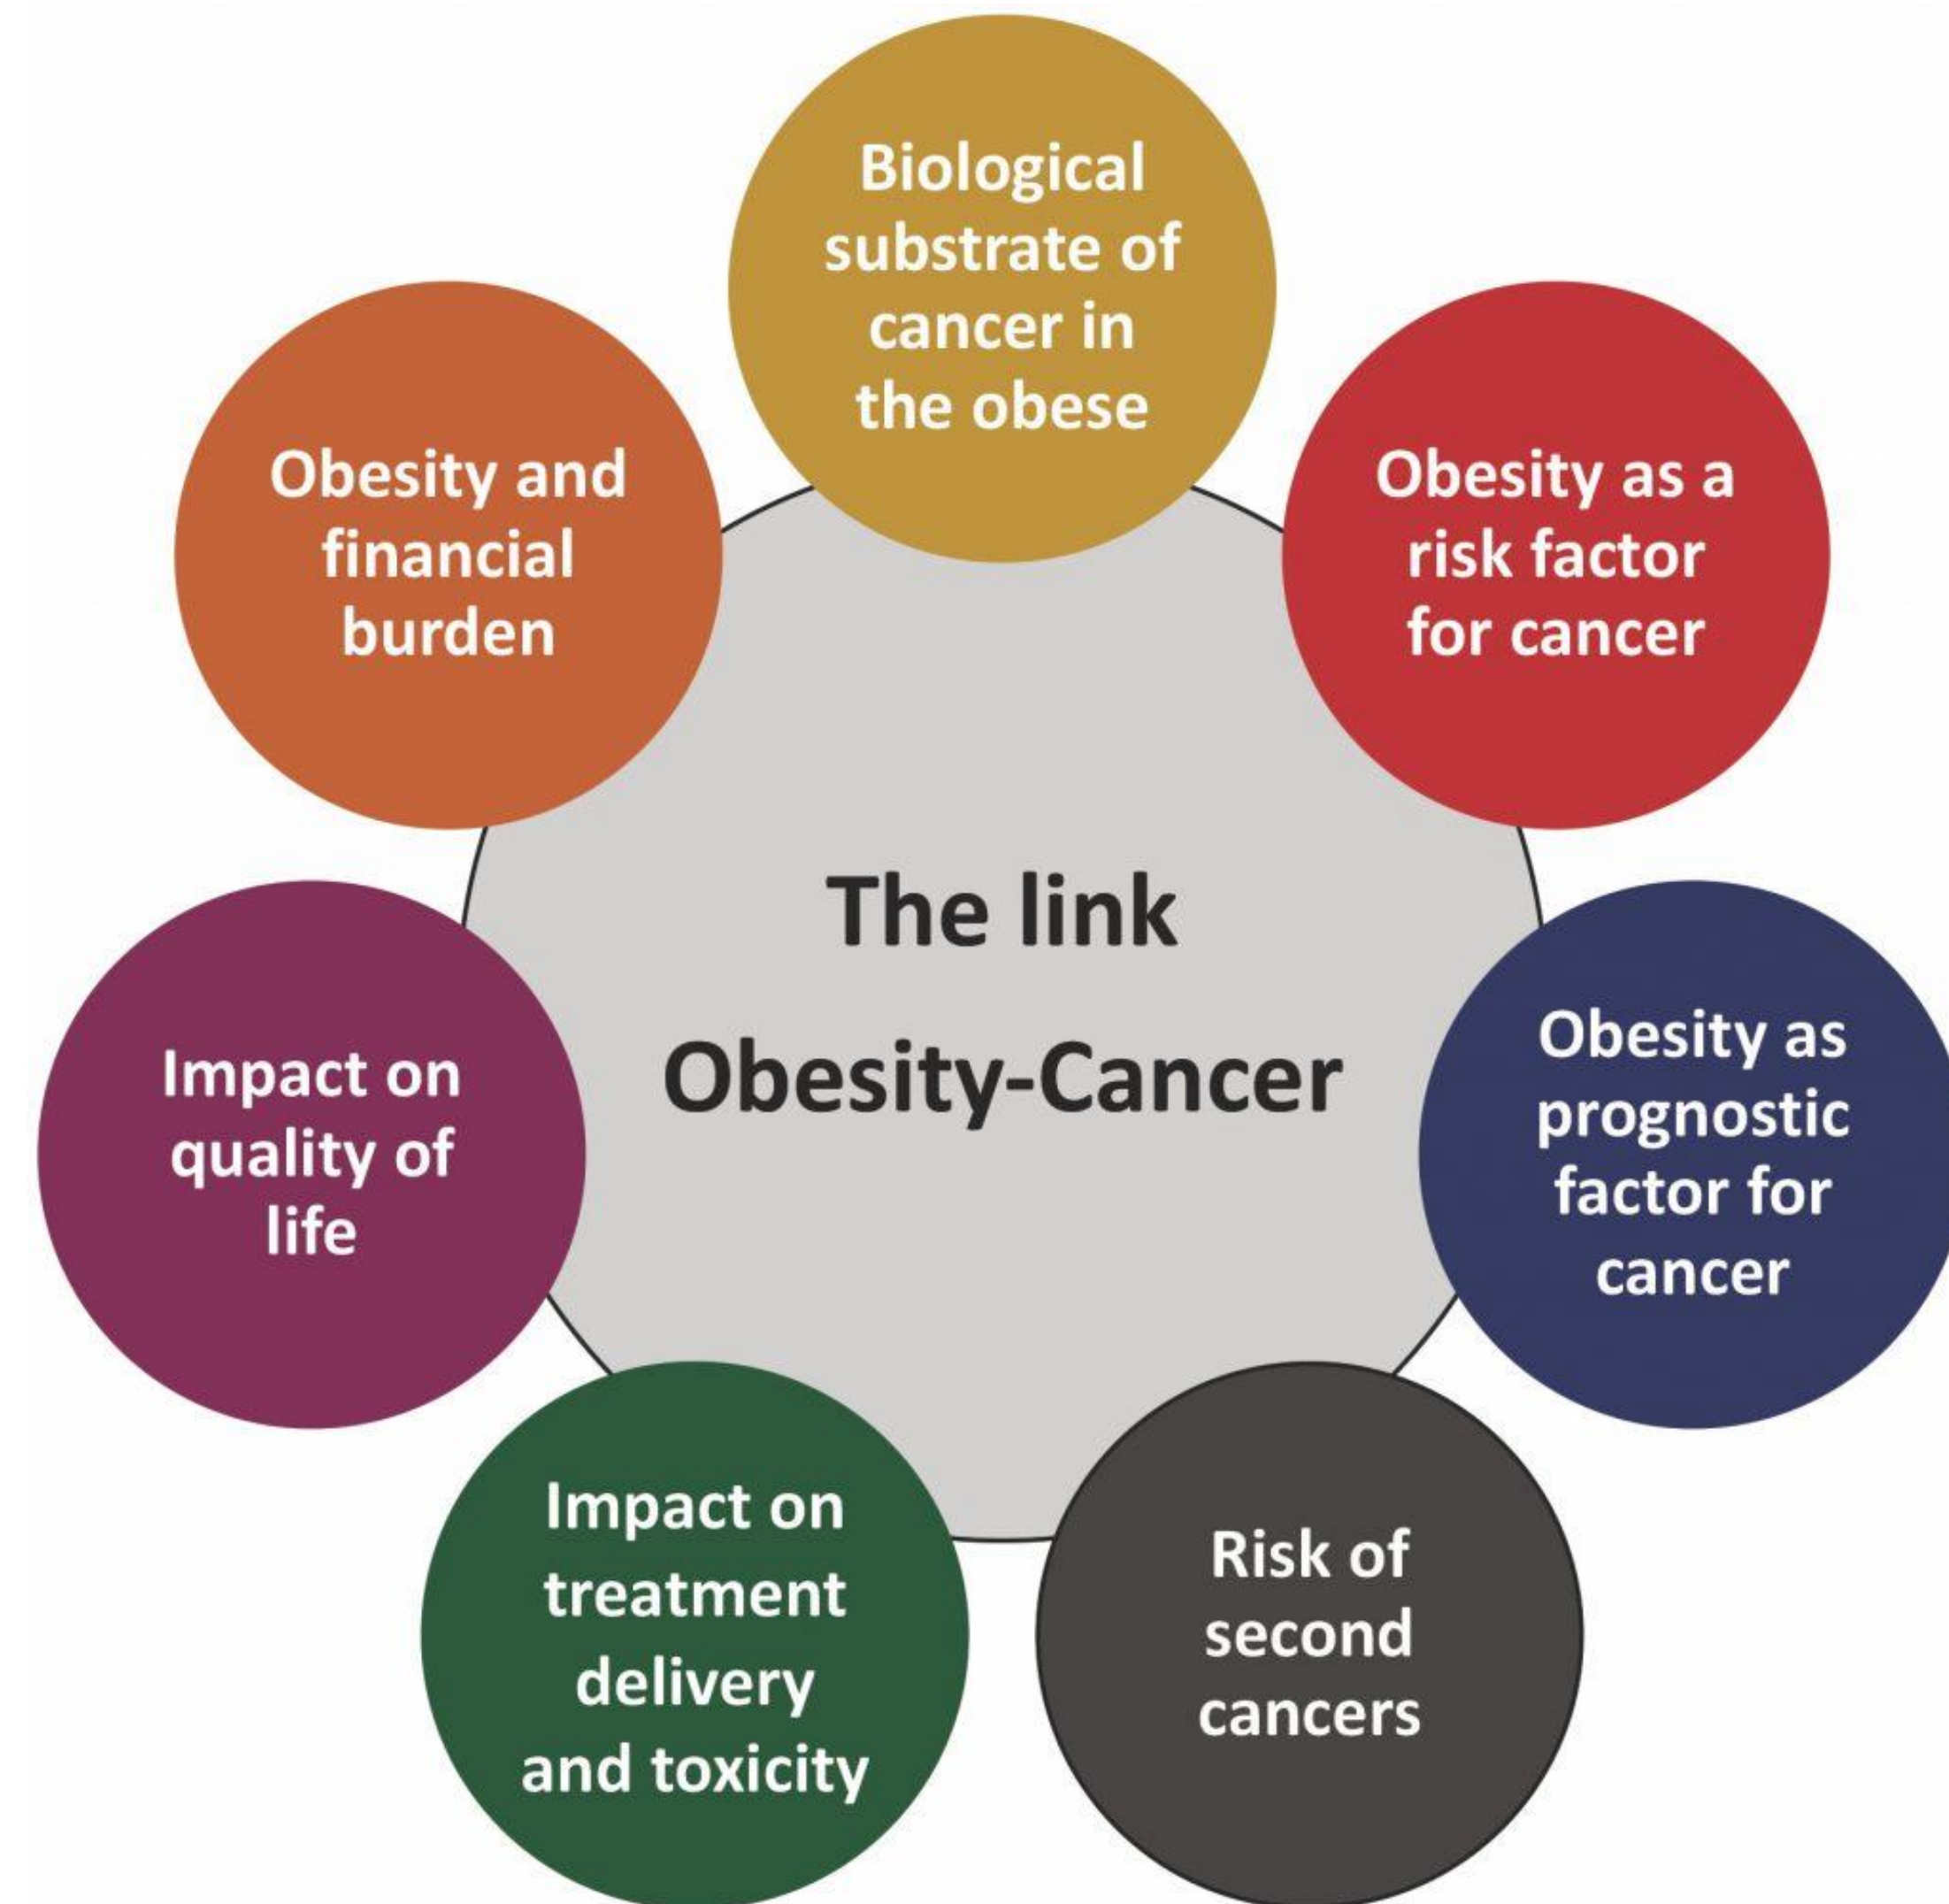 Biological
substrate of
cancer in
the obese
Obesity as a
risk factor
for cancer
Obesity as
prognostic
factor for
cancer
Risk of
second
cancers
Impact on
treatment
delivery
and toxicity
Impact on
quality of
life
Obesity and
financial
burden
The link
Obesity-Cancer